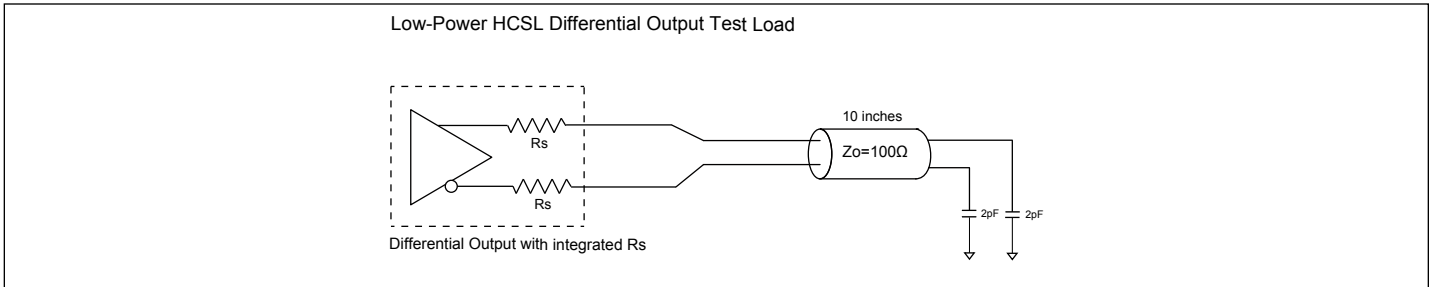 Low-Power HCSL Differential Output Test Load
10 inches
Rs
Zo=100Ω
Rs
2pF
2pF
Differential Output with integrated Rs